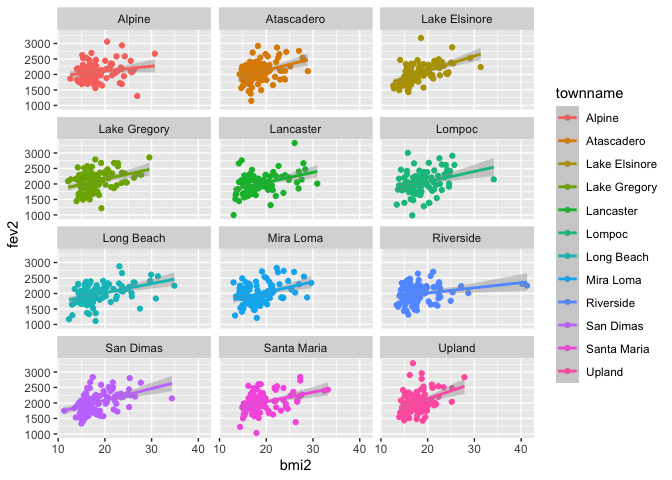 Alpine Atascadero Lake Elsinore
3000
2500
2000
1500
1000
Lake Gregory Lancaster Lompoc
3000
2500
2000
1500
1000
Long Beach Mira Loma Riverside
3000
2500
2000
1500
1000
San Dimas Santa Maria Upland
3000
2500
2000
1500
1000
10 20 30 40 10 20 30 40 10 20 30 40
bmi2
fev2
townname
Alpine
Atascadero
Lake Elsinore
Lake Gregory
Lancaster
Lompoc
Long Beach
Mira Loma
Riverside
San Dimas
Santa Maria
Upland